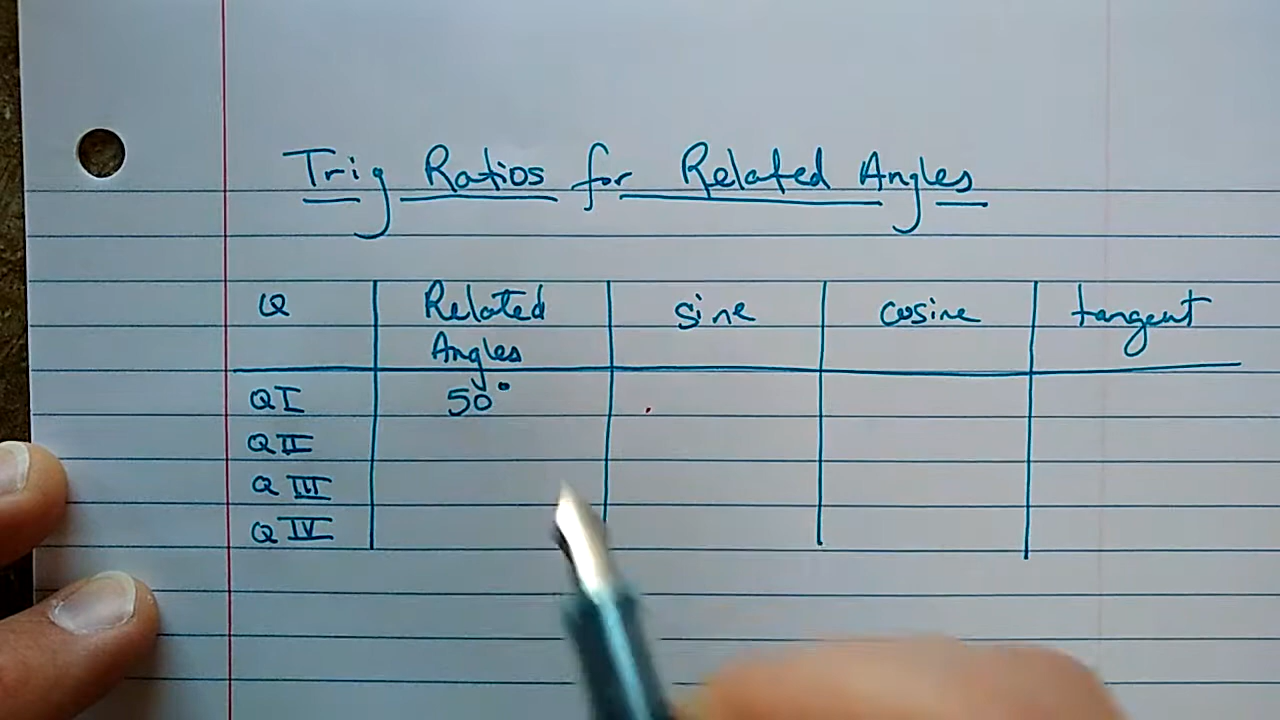 Trig Ratios for Related Angles
Q Related Angles sine cosine tangent
QI 50°
QII
QIII
QIV